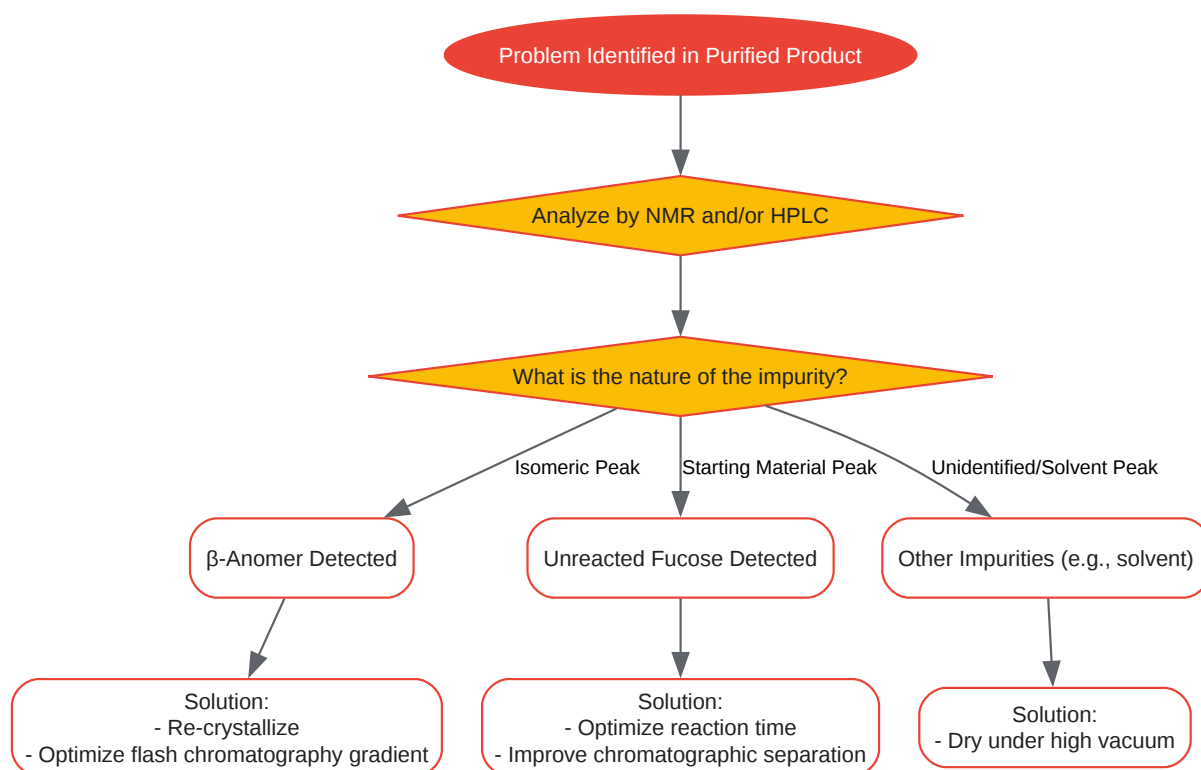 Problem Identified in Purified Product
Analyze by NMR and/or HPLC
What is the nature of the impurity?
Isomeric Peak
Starting Material Peak
Unidentified/Solvent Peak
β-Anomer Detected
Unreacted Fucose Detected
Other Impurities (e.g., solvent)
Solution:
- Re-crystallize
- Optimize flash chromatography gradient
Solution:
- Optimize reaction time
- Improve chromatographic separation
Solution:
- Dry under high vacuum